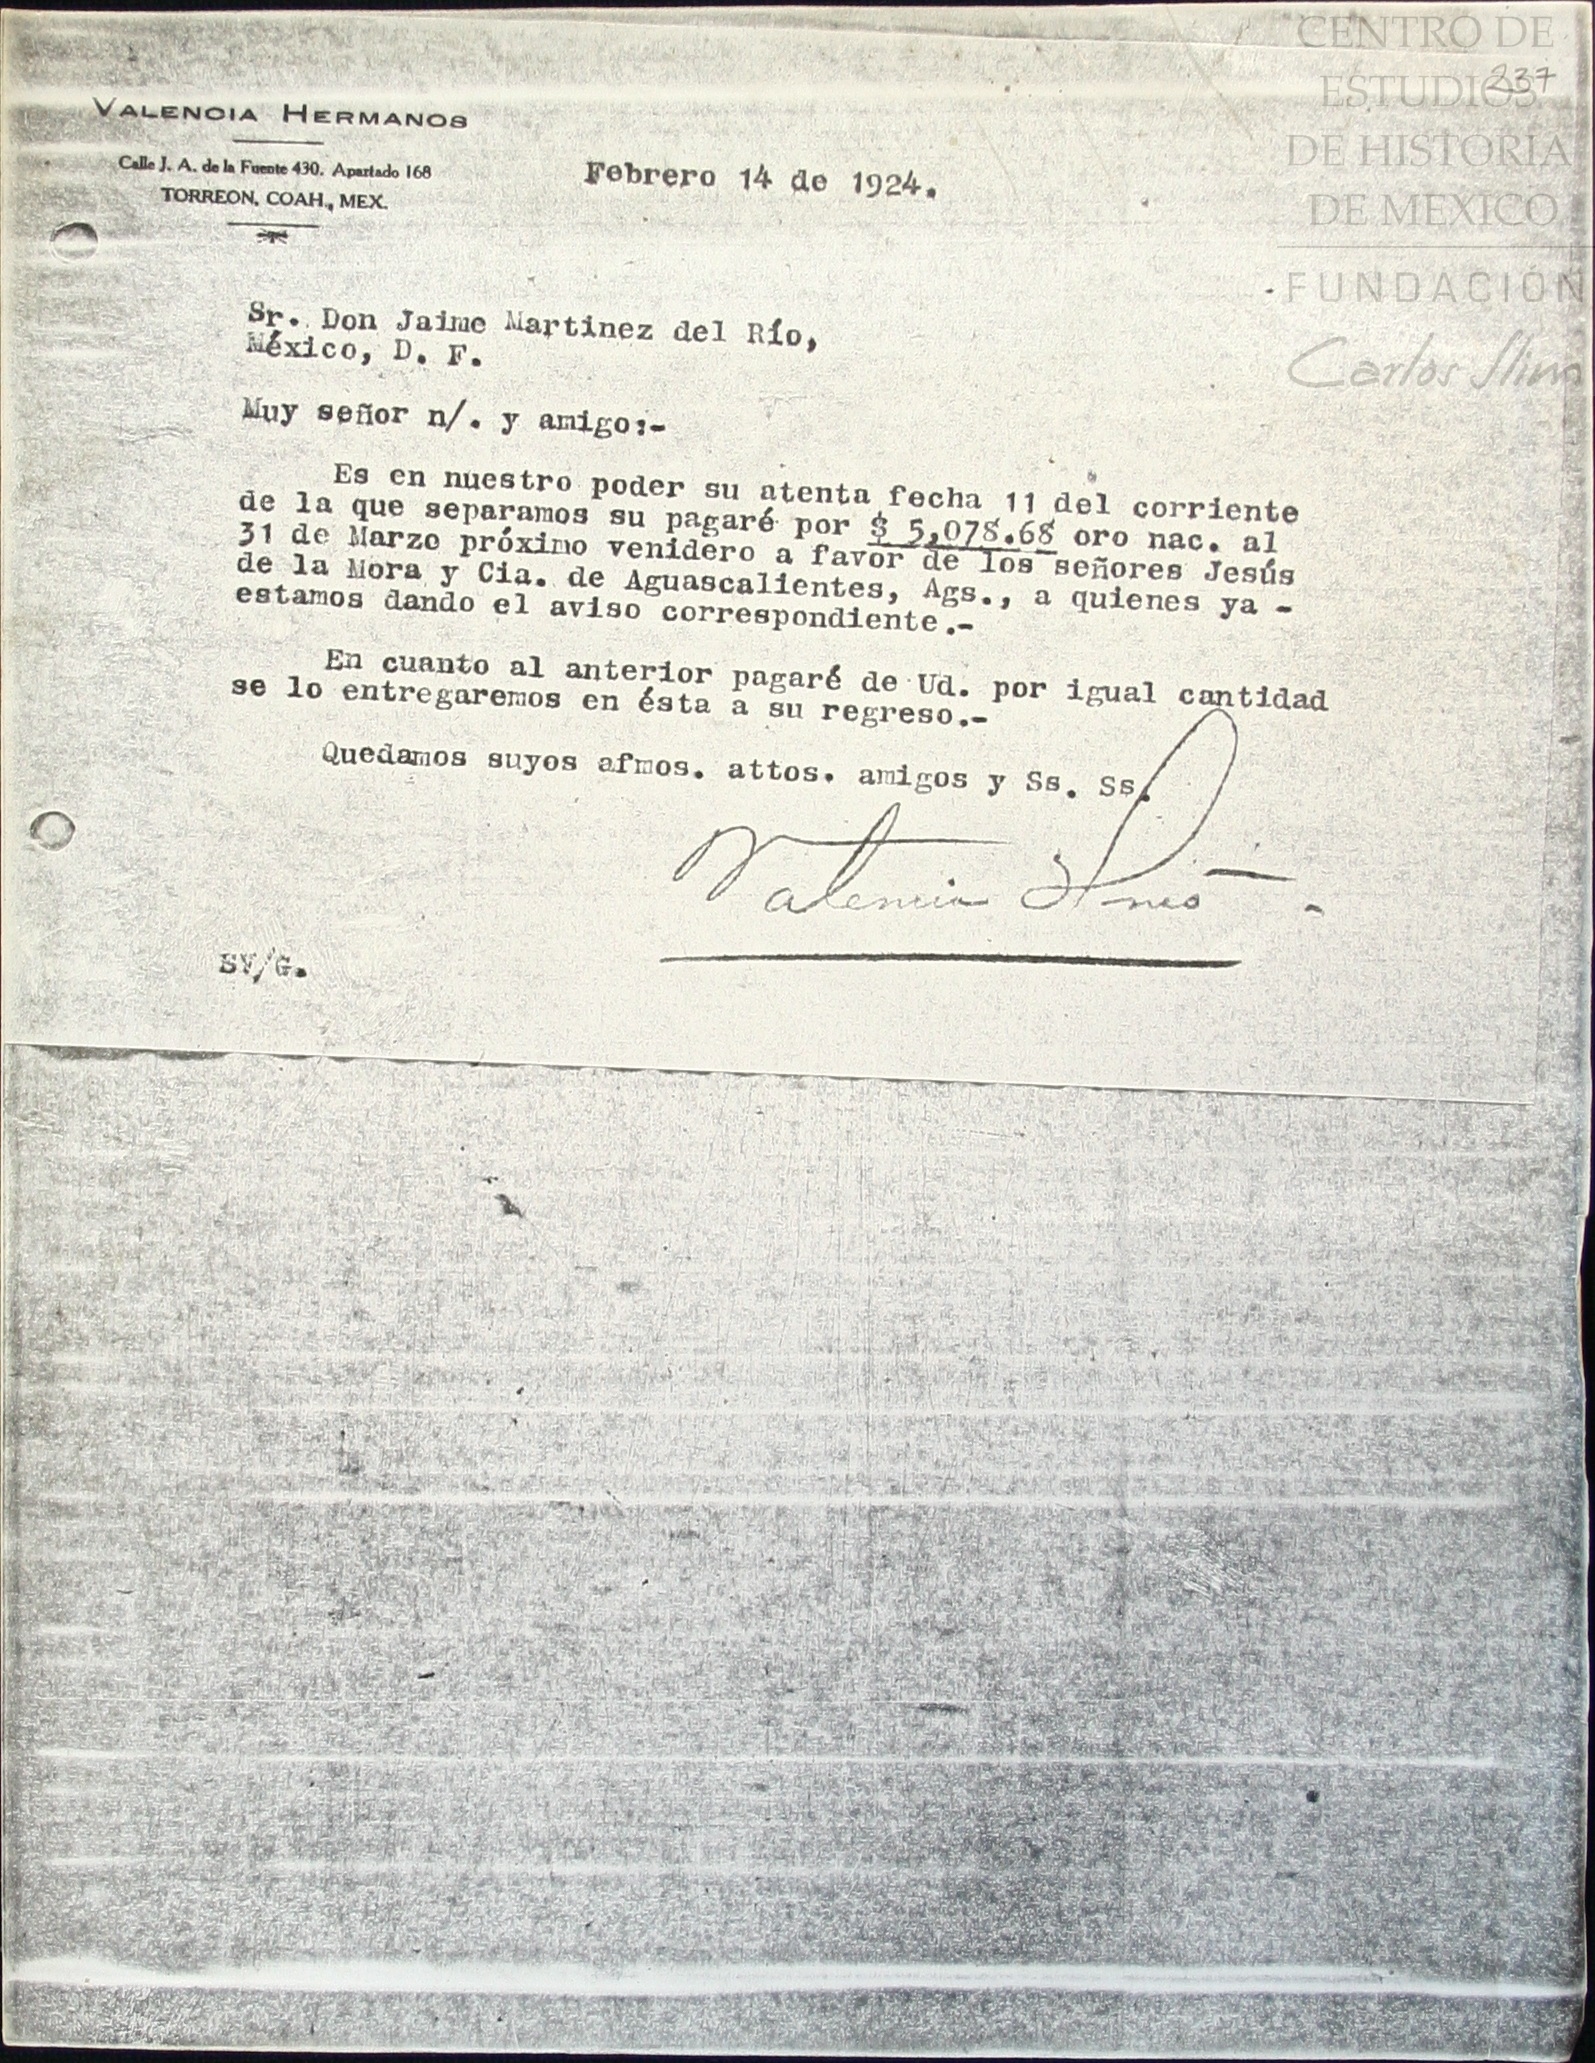 CENTRO DE
ESTUDIOS
DE HISTORIA
DE MEXICO
FUNDACIÓN
Carlos Slim
237
VALENCIA HERMANOS
Calle J. A. de la Fuente 430. Apartado 168
TORREON, COAH., MEX.
Febrero 14 de 1924.
Sr. Don Jaime Martinez del Río,
México, D. F.
Muy señor n/. y amigo:-
Es en nuestro poder su atenta fecha 11 del corriente
de la que separamos su pagaré por $ 5,078.68 oro nac. al
31 de Marzo próximo venidero a favor de los señores Jesús
de la Mora y Cia. de Aguascalientes, Ags., a quienes ya -
estamos dando el aviso correspondiente.-
En cuanto al anterior pagaré de Ud. por igual cantidad
se lo entregaremos en ésta a su regreso.-
Quedamos suyos afmos. attos. amigos y Ss. Ss.
Valencia Hnos
SV/G.